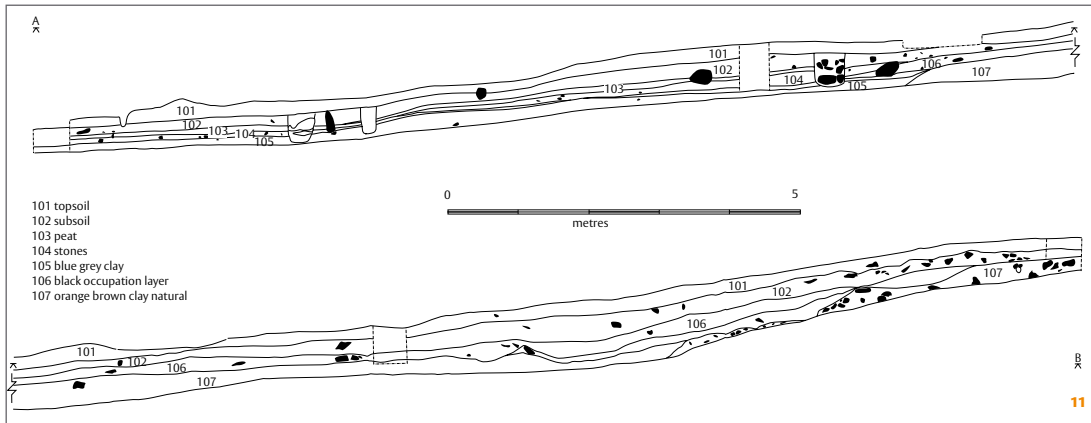 A
101
102
103
104
105
106
107
101
102
103
104
105
0
5
metres
101 topsoil
102 subsoil
103 peat
104 stones
105 blue grey clay
106 black occupation layer
107 orange brown clay natural
101
102
106
107
101
102
106
107
B
11